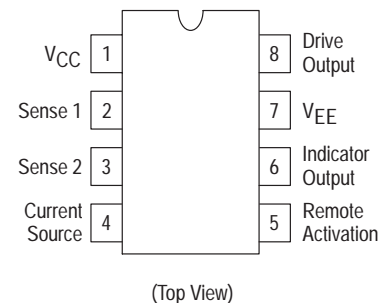 VCC 1
Sense 1 2
Sense 2 3
Current
Source 4
8 Drive
Output
7 VEE
6 Indicator
Output
5 Remote
Activation
(Top View)